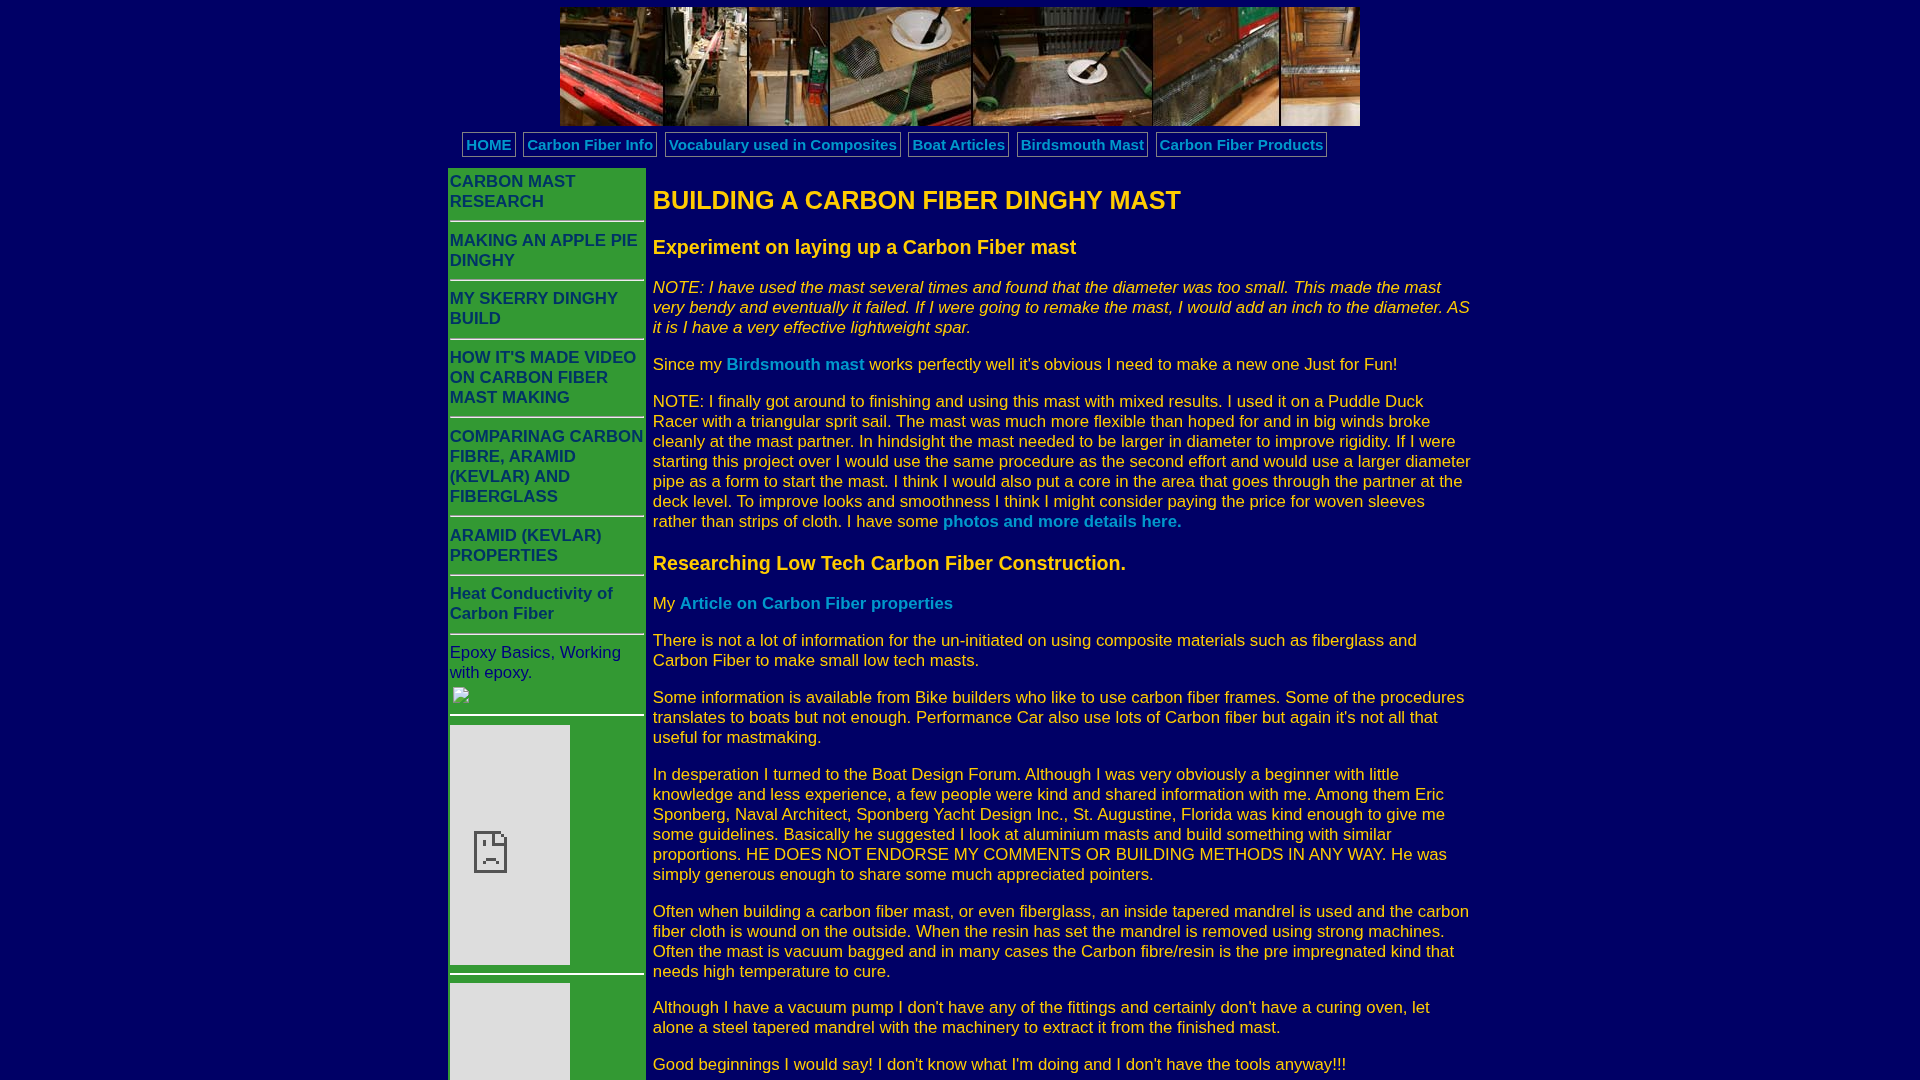 HOME Carbon Fiber Info Vocabulary used in Composites Boat Articles Birdsmouth Mast Carbon Fiber Products
CARBON MAST
RESEARCH
MAKING AN APPLE PIE
DINGHY
MY SKERRY DINGHY
BUILD
HOW IT'S MADE VIDEO
ON CARBON FIBER
MAST MAKING
COMPARINAG CARBON
FIBRE, ARAMID
(KEVLAR) AND
FIBERGLASS
ARAMID (KEVLAR)
PROPERTIES
Heat Conductivity of
Carbon Fiber
Epoxy Basics, Working
with epoxy.
BUILDING A CARBON FIBER DINGHY MAST
Experiment on laying up a Carbon Fiber mast
NOTE: I have used the mast several times and found that the diameter was too small. This made the mast
very bendy and eventually it failed. If I were going to remake the mast, I would add an inch to the diameter. AS
it is I have a very effective lightweight spar.
Since my Birdsmouth mast works perfectly well it's obvious I need to make a new one Just for Fun!
NOTE: I finally got around to finishing and using this mast with mixed results. I used it on a Puddle Duck
Racer with a triangular sprit sail. The mast was much more flexible than hoped for and in big winds broke
cleanly at the mast partner. In hindsight the mast needed to be larger in diameter to improve rigidity. If I were
starting this project over I would use the same procedure as the second effort and would use a larger diameter
pipe as a form to start the mast. I think I would also put a core in the area that goes through the partner at the
deck level. To improve looks and smoothness I think I might consider paying the price for woven sleeves
rather than strips of cloth. I have some photos and more details here.
Researching Low Tech Carbon Fiber Construction.
My Article on Carbon Fiber properties
There is not a lot of information for the un-initiated on using composite materials such as fiberglass and
Carbon Fiber to make small low tech masts.
Some information is available from Bike builders who like to use carbon fiber frames. Some of the procedures
translates to boats but not enough. Performance Car also use lots of Carbon fiber but again it's not all that
useful for mastmaking.
In desperation I turned to the Boat Design Forum. Although I was very obviously a beginner with little
knowledge and less experience, a few people were kind and shared information with me. Among them Eric
Sponberg, Naval Architect, Sponberg Yacht Design Inc., St. Augustine, Florida was kind enough to give me
some guidelines. Basically he suggested I look at aluminium masts and build something with similar
proportions. HE DOES NOT ENDORSE MY COMMENTS OR BUILDING METHODS IN ANY WAY. He was
simply generous enough to share some much appreciated pointers.
Often when building a carbon fiber mast, or even fiberglass, an inside tapered mandrel is used and the carbon
fiber cloth is wound on the outside. When the resin has set the mandrel is removed using strong machines.
Often the mast is vacuum bagged and in many cases the Carbon fibre/resin is the pre impregnated kind that
needs high temperature to cure.
Although I have a vacuum pump I don't have any of the fittings and certainly don't have a curing oven, let
alone a steel tapered mandrel with the machinery to extract it from the finished mast.
Good beginnings I would say! I don't know what I'm doing and I don't have the tools anyway!!!